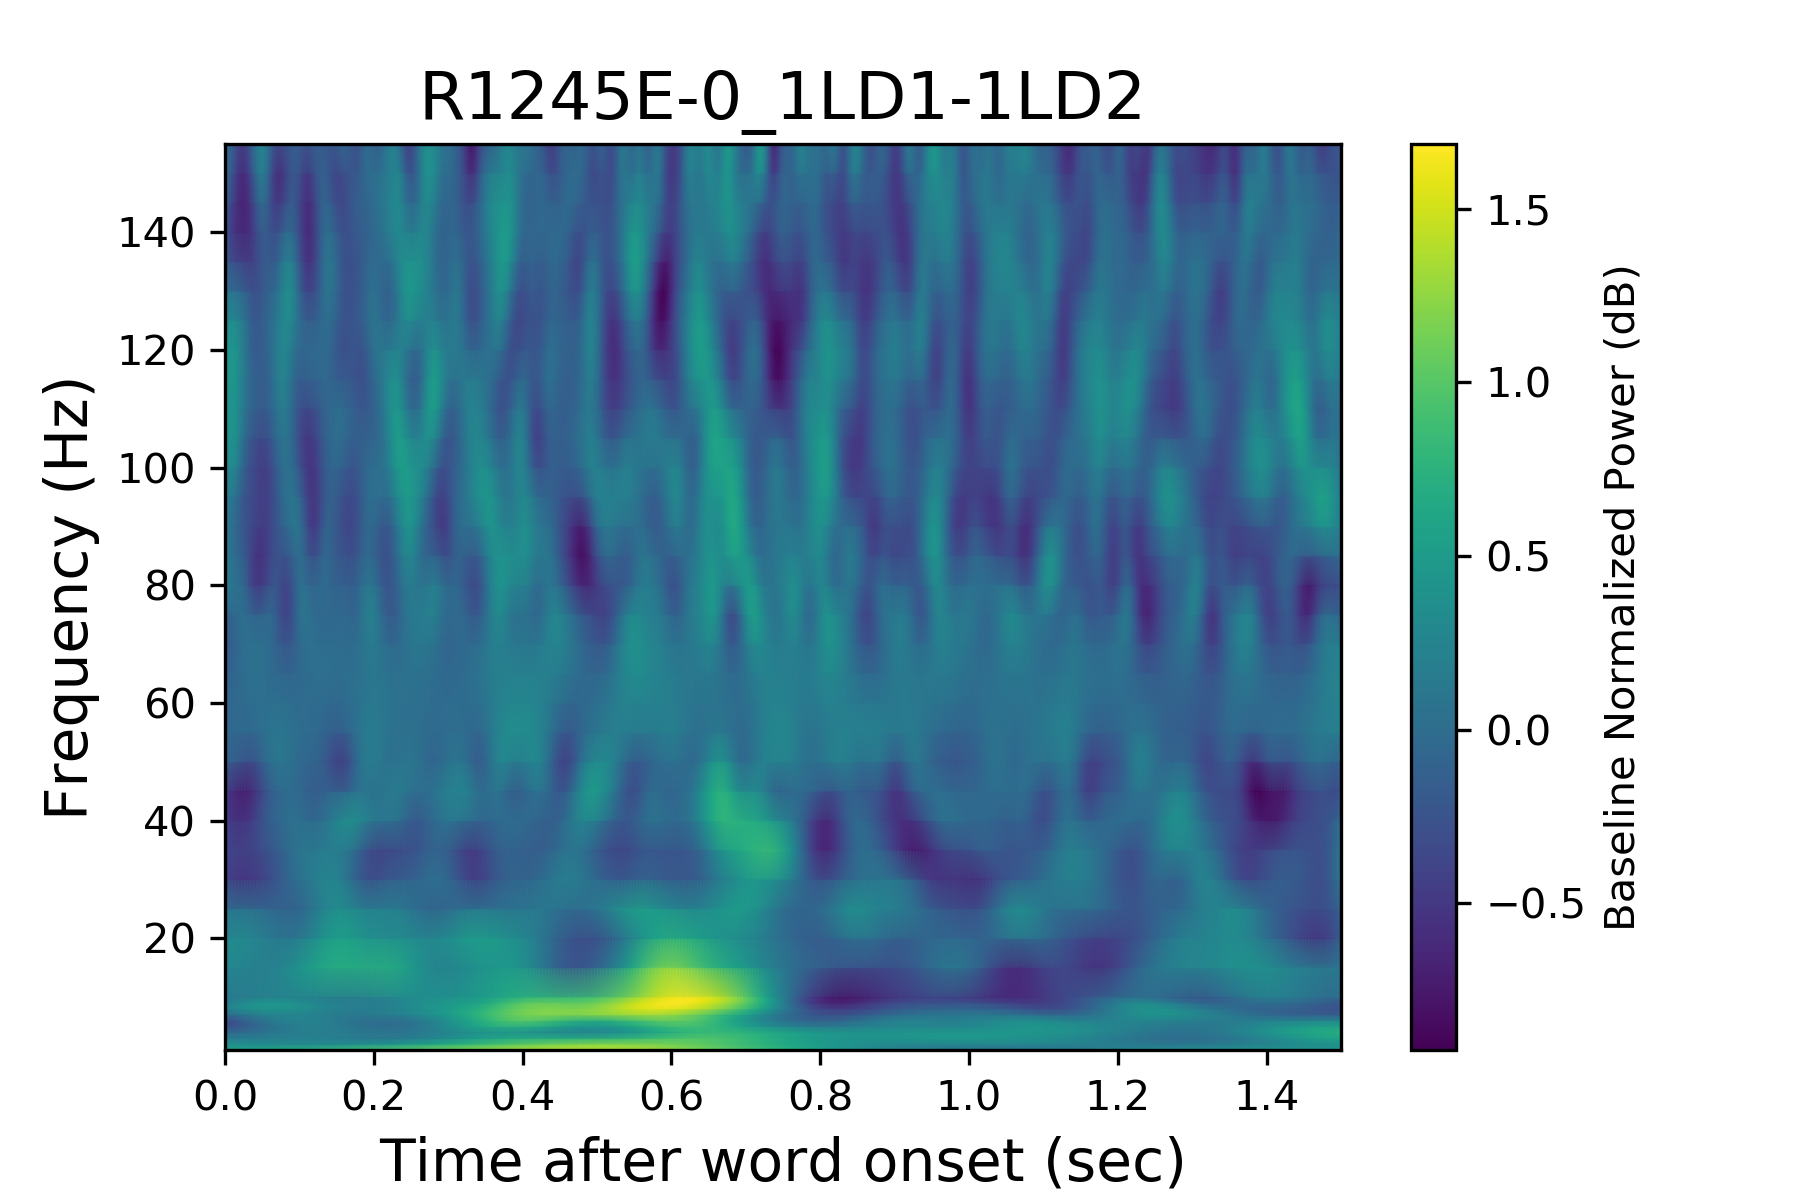 R1245E-0_1LD1-1LD2
Frequency (Hz)
140
120
100
80
60
40
20
0.0 0.2 0.4 0.6 0.8 1.0 1.2 1.4
Time after word onset (sec)
1.5
1.0
0.5
0.0
−0.5
Baseline Normalized Power (dB)